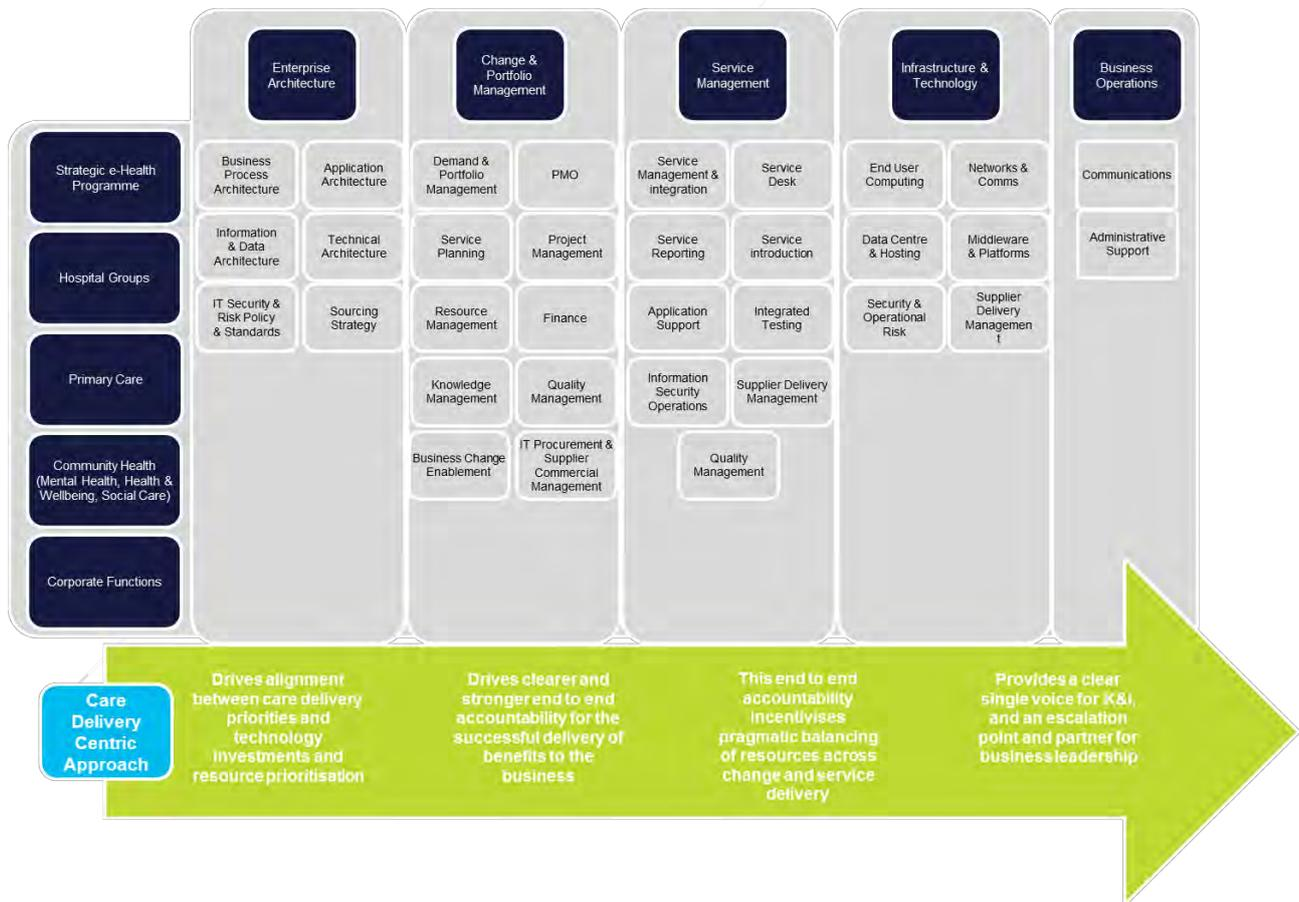 Enterprise
Architecture
Change &
Portfolio
Management
Service
Management
Infrastructure &
Technology
Business
Operations
Strategic e-Health
Programme
Hospital Groups
Primary Care
Community Health
(Mental Health, Health &
Wellbeing, Social Care)
Corporate Functions
Business
Process
Architecture
Application
Architecture
Information
& Data
Architecture
Technical
Architecture
IT Security &
Risk Policy
& Standards
Sourcing
Strategy
Demand &
Portfolio
Management
PMO
Service
Planning
Project
Management
Resource
Management
Finance
Knowledge
Management
Quality
Management
Business Change
Enablement
IT Procurement &
Supplier
Commercial
Management
Service
Management &
integration
Service
Desk
Service
Reporting
Service
introduction
Application
Support
Integrated
Testing
Information
Security
Operations
Supplier Delivery
Management
Quality
Management
End User
Computing
Networks &
Comms
Data Centre
& Hosting
Middleware
& Platforms
Security &
Operational
Risk
Supplier
Delivery
Managemen
t
Communications
Administrative
Support
Care
Delivery
Centric
Approach
Drives alignment
between care delivery
priorities and
technology
investments and
resource prioritisation
Drives clearer and
stronger end to end
accountability for the
successful delivery of
benefits to the
business
This end to end
accountability
incentivises
pragmatic balancing
of resources across
change and service
delivery
Provides a clear
single voice for K&I,
and an escalation
point and partner for
business leadership